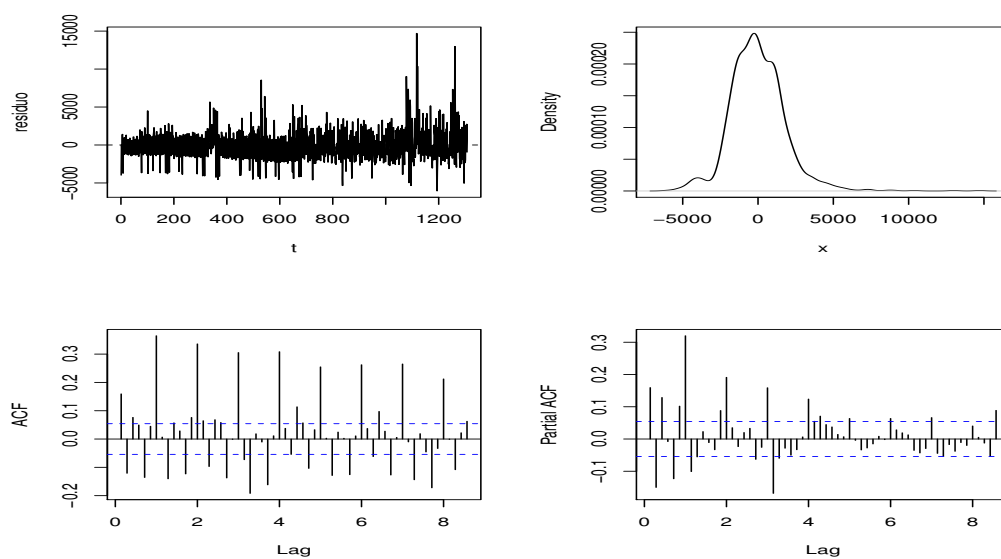 residuo
15000
5000
0
−5000
0 200 400 600 800 1200
t
Density
0.00020
0.00010
0.00000
−5000 0 5000 10000
x
ACF
0.3
0.2
0.1
0.0
−0.2
0 2 4 6 8
Lag
Partial ACF
0.3
0.2
0.1
0.0
−0.1
0 2 4 6 8
Lag